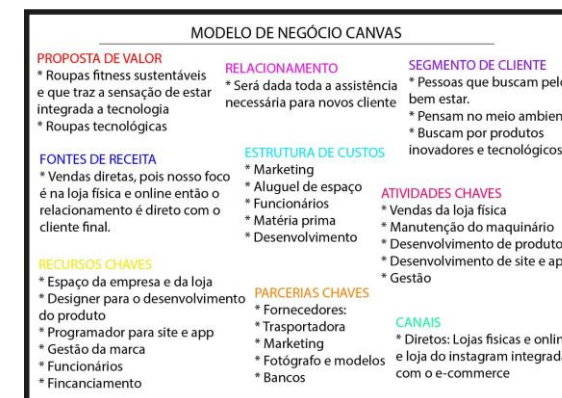 MODELO DE NEGÓCIO CANVAS
PROPOSTA DE VALOR
* Roupas fitness sustentáveis
e que traz a sensação de estar
integrada a tecnologia
* Roupas tecnológicas
RELACIONAMENTO
* Será dada toda a assistência
necessária para novos cliente
SEGMENTO DE CLIENTE
* Pessoas que buscam pelo
bem estar.
* Pensam no meio ambien
* Buscam por produtos
inovadores e tecnológicos
FONTES DE RECEITA
* Vendas diretas, pois nosso foco
é na loja física e online então o
relacionamento é direto com o
cliente final.
ESTRUTURA DE CUSTOS
* Marketing
* Aluguel de espaço
* Funcionários
* Matéria prima
* Desenvolvimento
ATIVIDADES CHAVES
* Vendas da loja física
* Manutenção do maquinário
* Desenvolvimento de produto
* Desenvolvimento de site e ap
* Gestão
RECURSOS CHAVES
* Espaço da empresa e da loja
* Designer para o desenvolvimento
do produto
* Programador para site e app
* Gestão da marca
* Funcionários
* Fincanciamento
PARCERIAS CHAVES
* Fornecedores:
* Trasportadora
* Marketing
* Fotógrafo e modelos
* Bancos
CANAIS
* Diretos: Lojas fisicas e onlin
e loja do instagram integrad
com o e-commerce